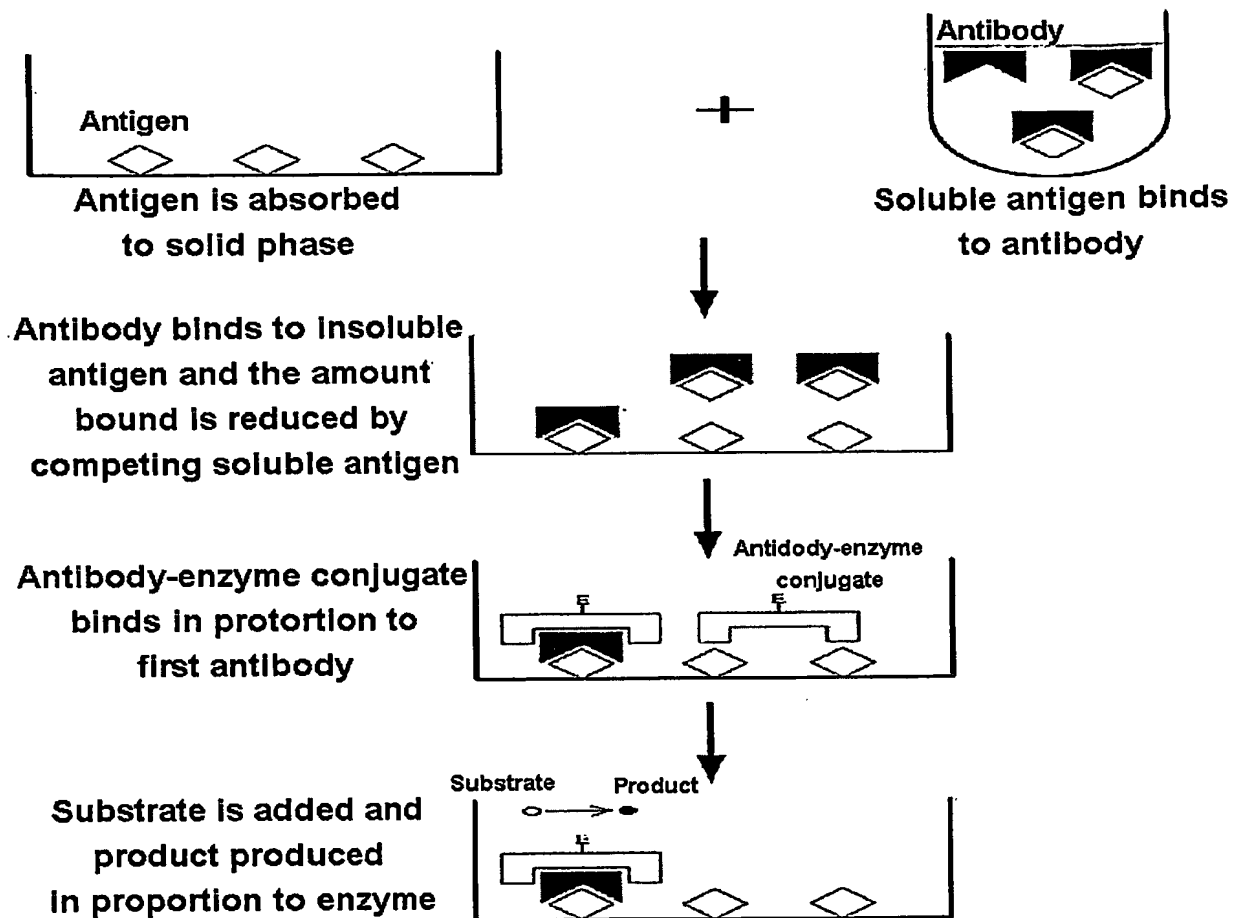 Antibody
Antigen
Antigen is absorbed
to solid phase
Soluble antigen binds
to antibody
Antibody binds to insoluble
antigen and the amount
bound is reduced by
competing soluble antigen
Antidody-enzyme
conjugate
Antibody-enzyme conjugate
binds in protortion to
first antibody
E
E
Substrate
Product
Substrate is added and
product produced
in proportion to enzyme
E